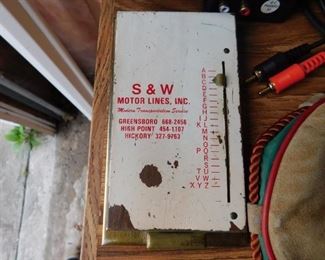 S & W
MOTOR LINES, INC.
Modern Transportation Service
GREENSBORO 668-2456
HIGH POINT 454-1107
HICKORY 327-9763
A
B
C
D
E
F
G
H
I
J
K
L
M
N
O
P
Q
R
S
T
U
V
W
X
Y
Z